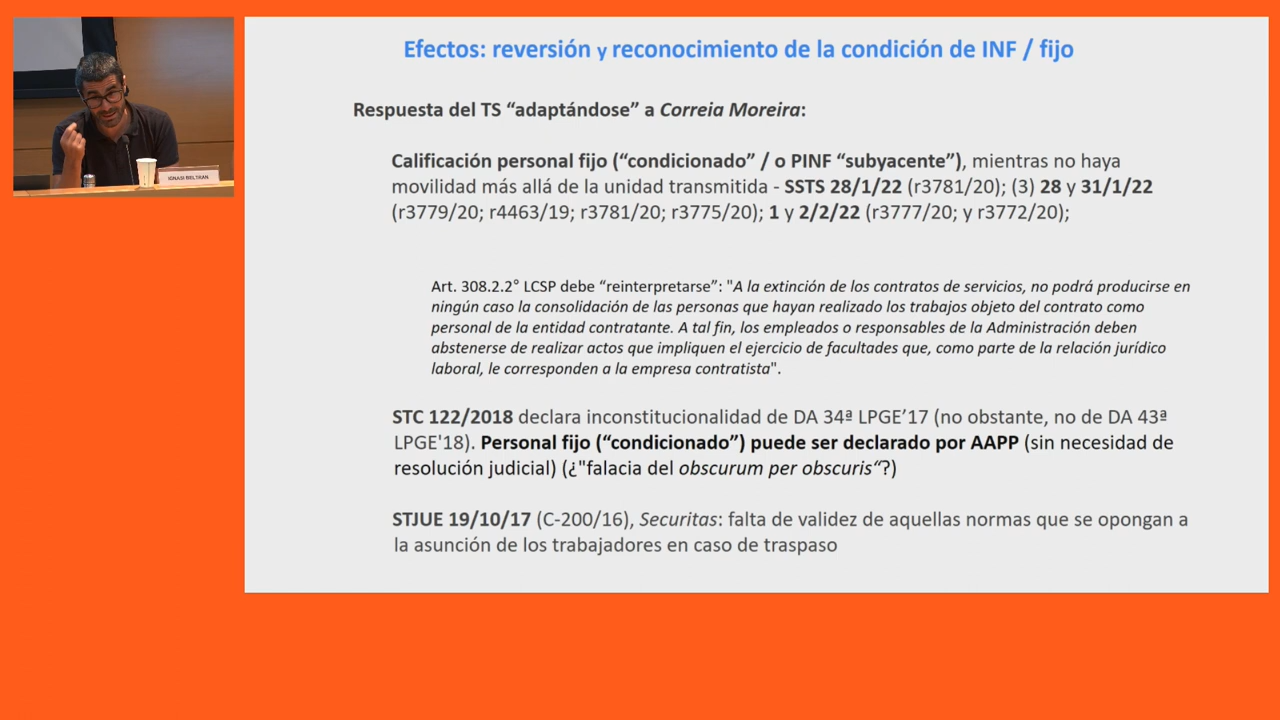 Efectos: reversión y reconocimiento de la condición de INF / fijo
Respuesta del TS “adaptándose” a Correia Moreira:
Calificación personal fijo (“condicionado” / o PINF “subyacente”), mientras no haya
movilidad más allá de la unidad transmitida - SSTS 28/1/22 (r3781/20); (3) 28 y 31/1/22
(r3779/20; r4463/19; r3781/20; r3775/20); 1 y 2/2/22 (r3777/20; y r3772/20);
Art. 308.2.2° LCSP debe “reinterpretarse”: "A la extinción de los contratos de servicios, no podrá producirse en
ningún caso la consolidación de las personas que hayan realizado los trabajos objeto del contrato como
personal de la entidad contratante. A tal fin, los empleados o responsables de la Administración deben
abstenerse de realizar actos que impliquen el ejercicio de facultades que, como parte de la relación jurídico
laboral, le corresponden a la empresa contratista".
STC 122/2018 declara inconstitucionalidad de DA 34ª LPGE’17 (no obstante, no de DA 43ª
LPGE'18). Personal fijo (“condicionado”) puede ser declarado por AAPP (sin necesidad de
resolución judicial) (¿"falacia del obscurum per obscuris“?)
STJUE 19/10/17 (C-200/16), Securitas: falta de validez de aquellas normas que se opongan a
la asunción de los trabajadores en caso de traspaso
IGNASI BELTRAN